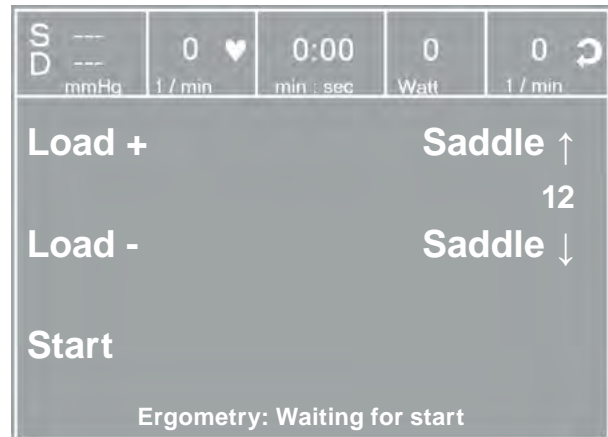 S --- 0 ♥ 0:00 0 0
D ---
mmHg 1 / min min : sec Watt 1 / min
Load + Saddle ↑
12
Load - Saddle ↓
Start
Ergometry: Waiting for start